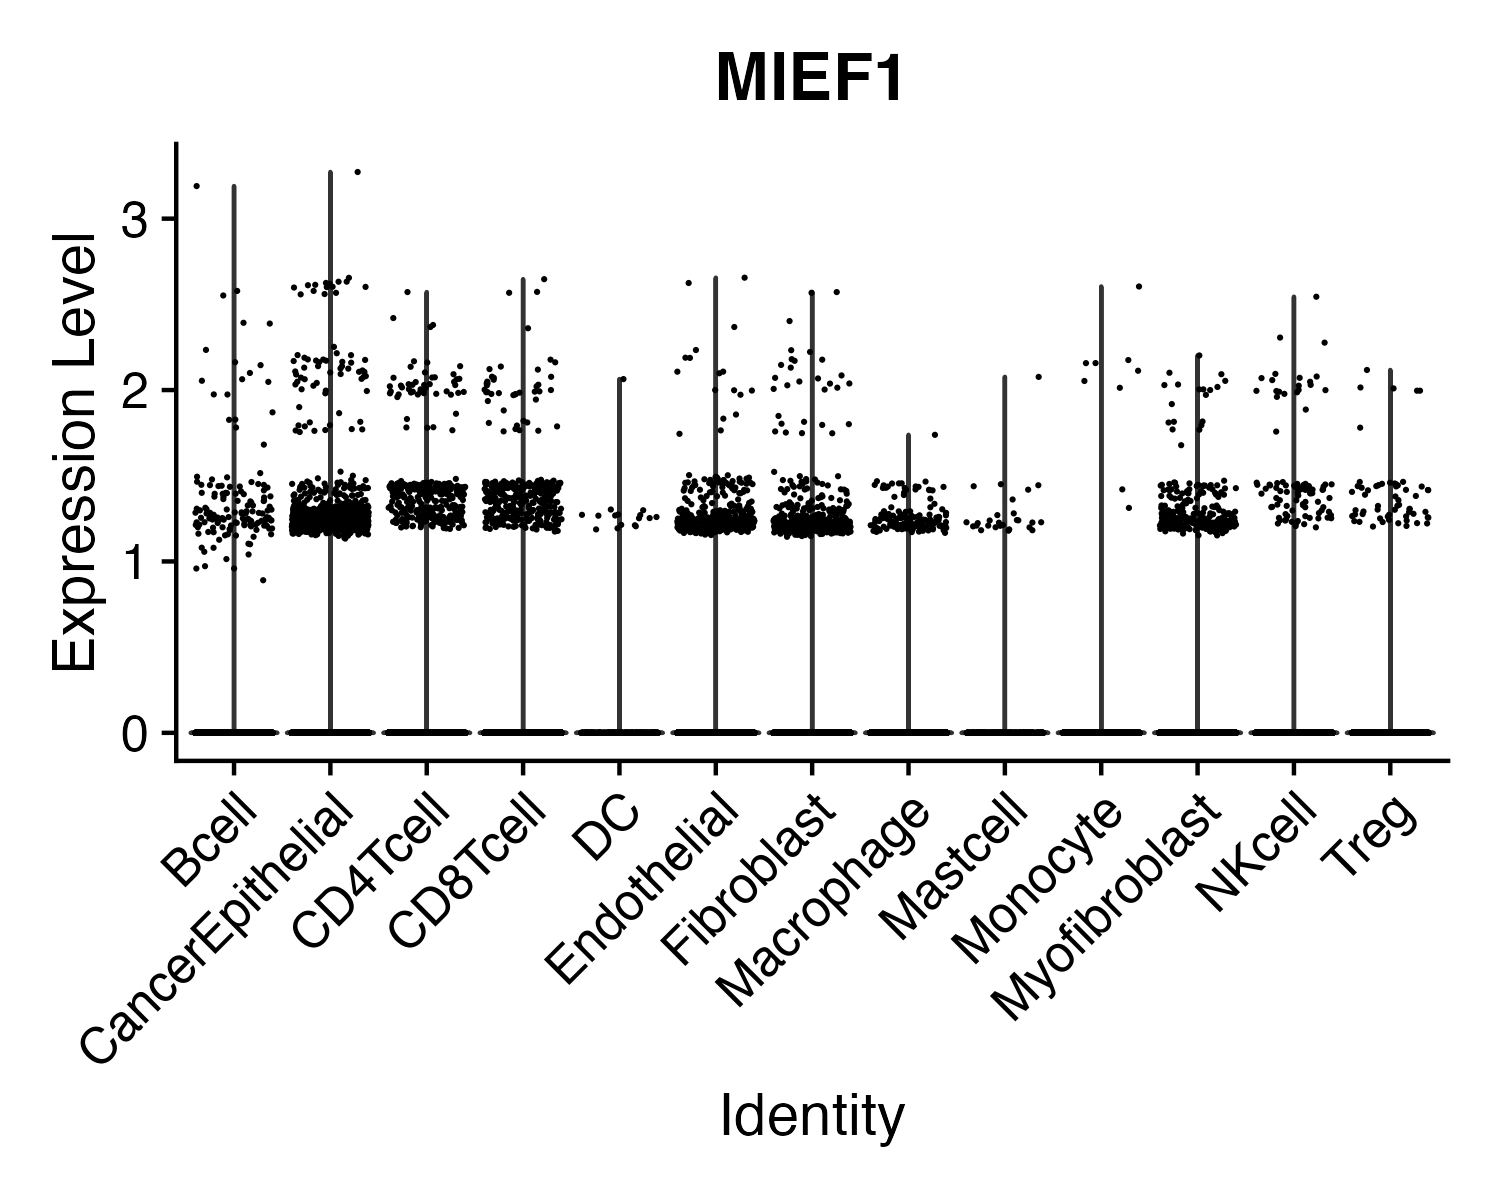 MIEF1
Expression Level
3
2
1
0
Bcell
CancerEpithelial
CD4Tcell
CD8Tcell
DC
Endothelial
Fibroblast
Macrophage
Mastcell
Monocyte
Myofibroblast
NKcell
Treg
Identity